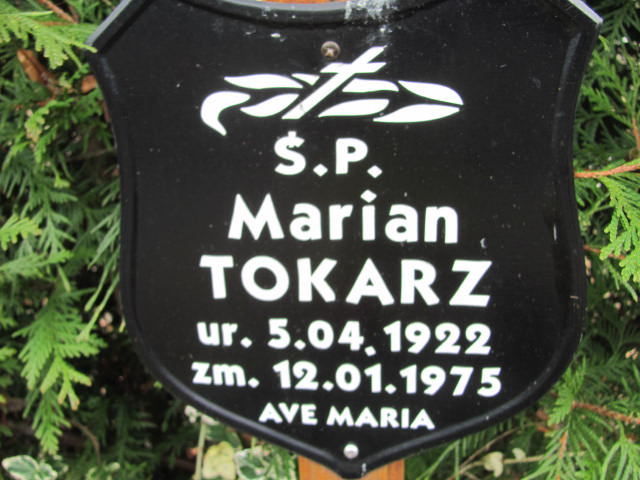 Ś.P.
Marian
TOKARZ
ur. 5.04.1922
zm. 12.01.1975
AVE MARIA